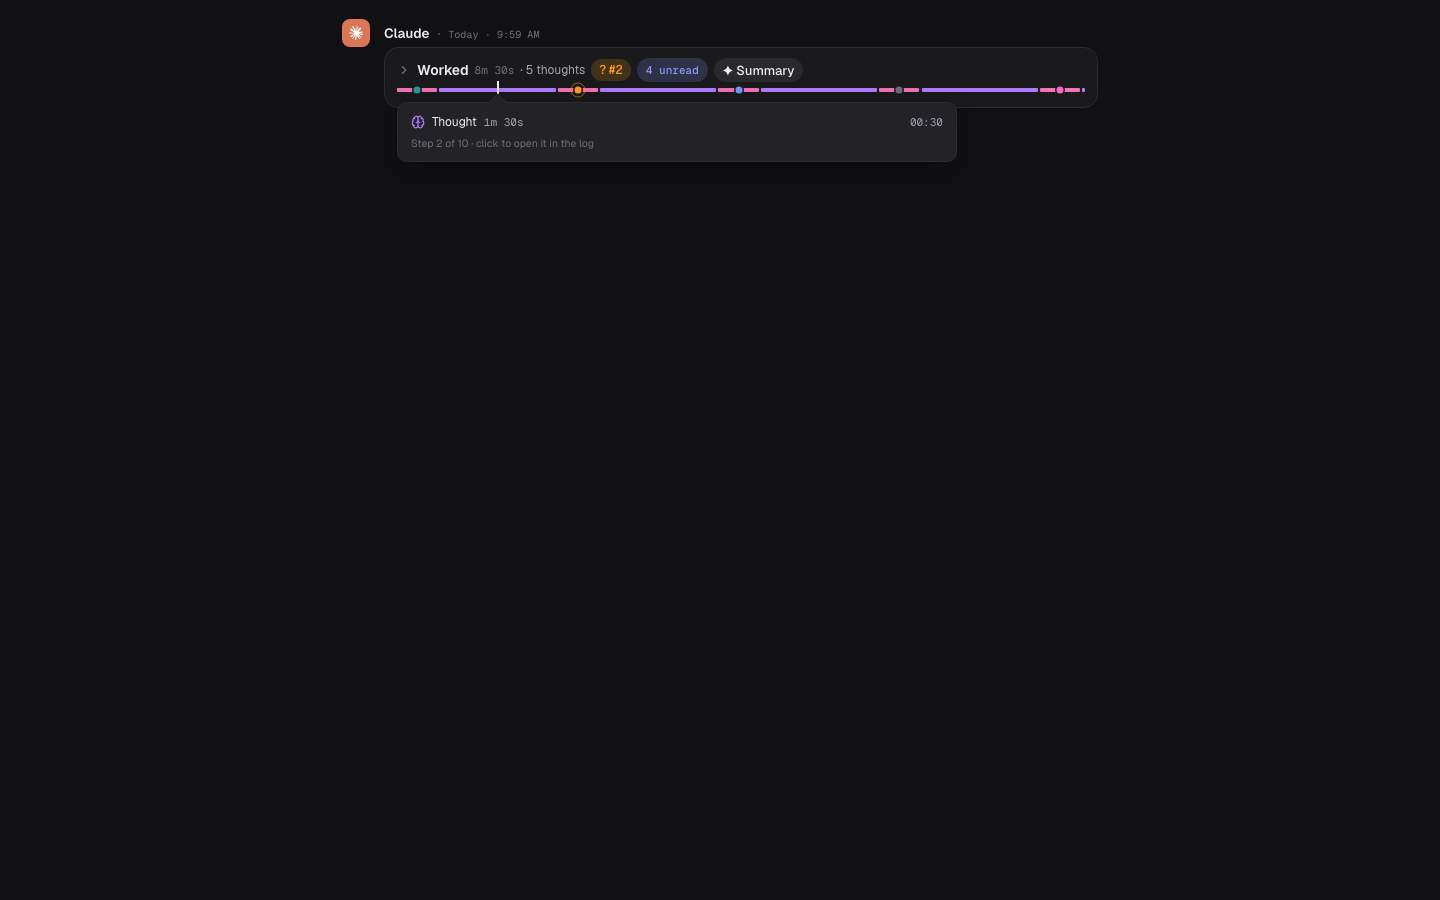 Claude · Today · 9:59 AM
Worked 8m 30s · 5 thoughts ? #2 4 unread ✦ Summary
Thought 1m 30s 00:30
Step 2 of 10 · click to open it in the log